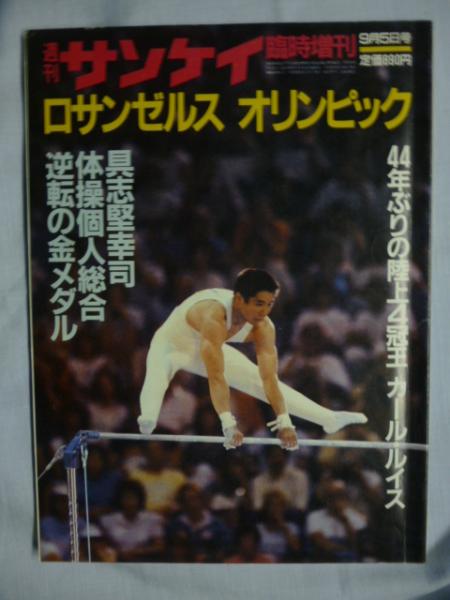 週刊サンケイ 臨時増刊
9月5日号
定価690円
ロサンゼルス オリンピック
44年ぶりの陸上4冠王 カール・ルイス
具志堅幸司
体操個人総合
逆転の金メダル